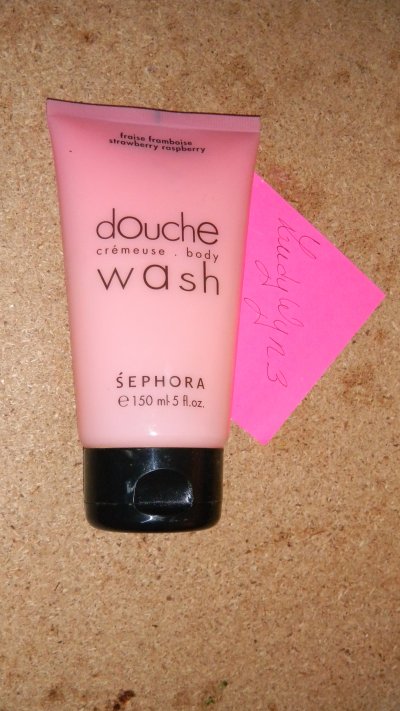 fraise framboise
strawberry raspberry
douche
crémeuse . body
wash
SEPHORA
e 150 ml · 5 fl.oz.